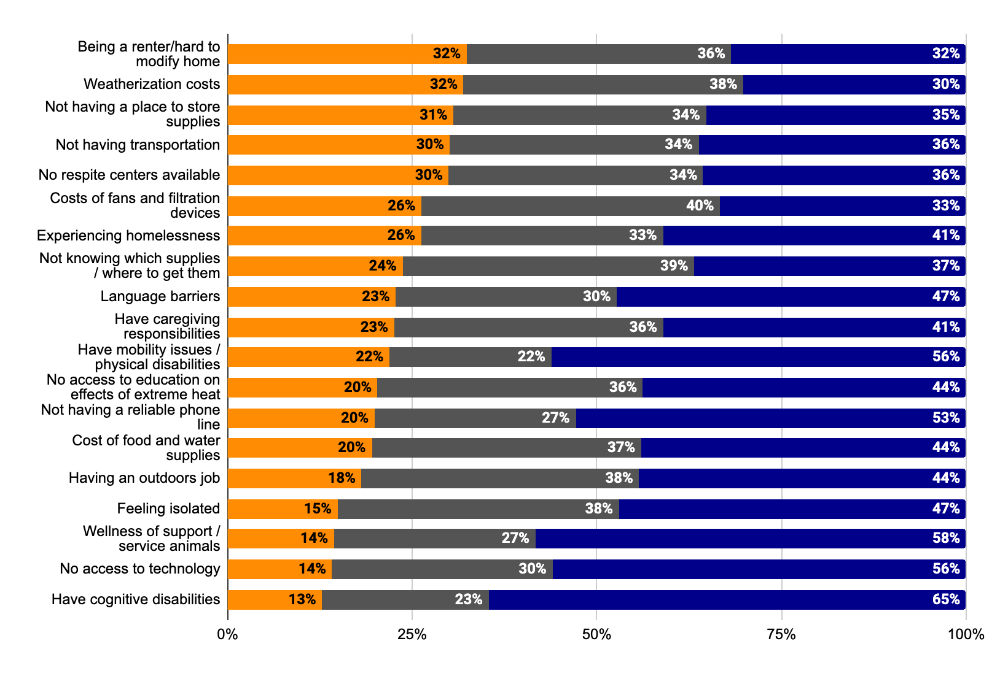 Being a renter/hard to
modify home
32%
36%
32%
Weatherization costs
32%
38%
30%
Not having a place to store
supplies
31%
34%
35%
Not having transportation
30%
34%
36%
No respite centers available
30%
34%
36%
Costs of fans and filtration
devices
26%
40%
33%
Experiencing homelessness
26%
33%
41%
Not knowing which supplies
/ where to get them
24%
39%
37%
Language barriers
23%
30%
47%
Have caregiving
responsibilities
23%
36%
41%
Have mobility issues /
physical disabilities
22%
22%
56%
No access to education on
effects of extreme heat
20%
36%
44%
Not having a reliable phone
line
20%
27%
53%
Cost of food and water
supplies
20%
37%
44%
Having an outdoors job
18%
38%
44%
Feeling isolated
15%
38%
47%
Wellness of support /
service animals
14%
27%
58%
No access to technology
14%
30%
56%
Have cognitive disabilities
13%
23%
65%
0%
25%
50%
75%
100%